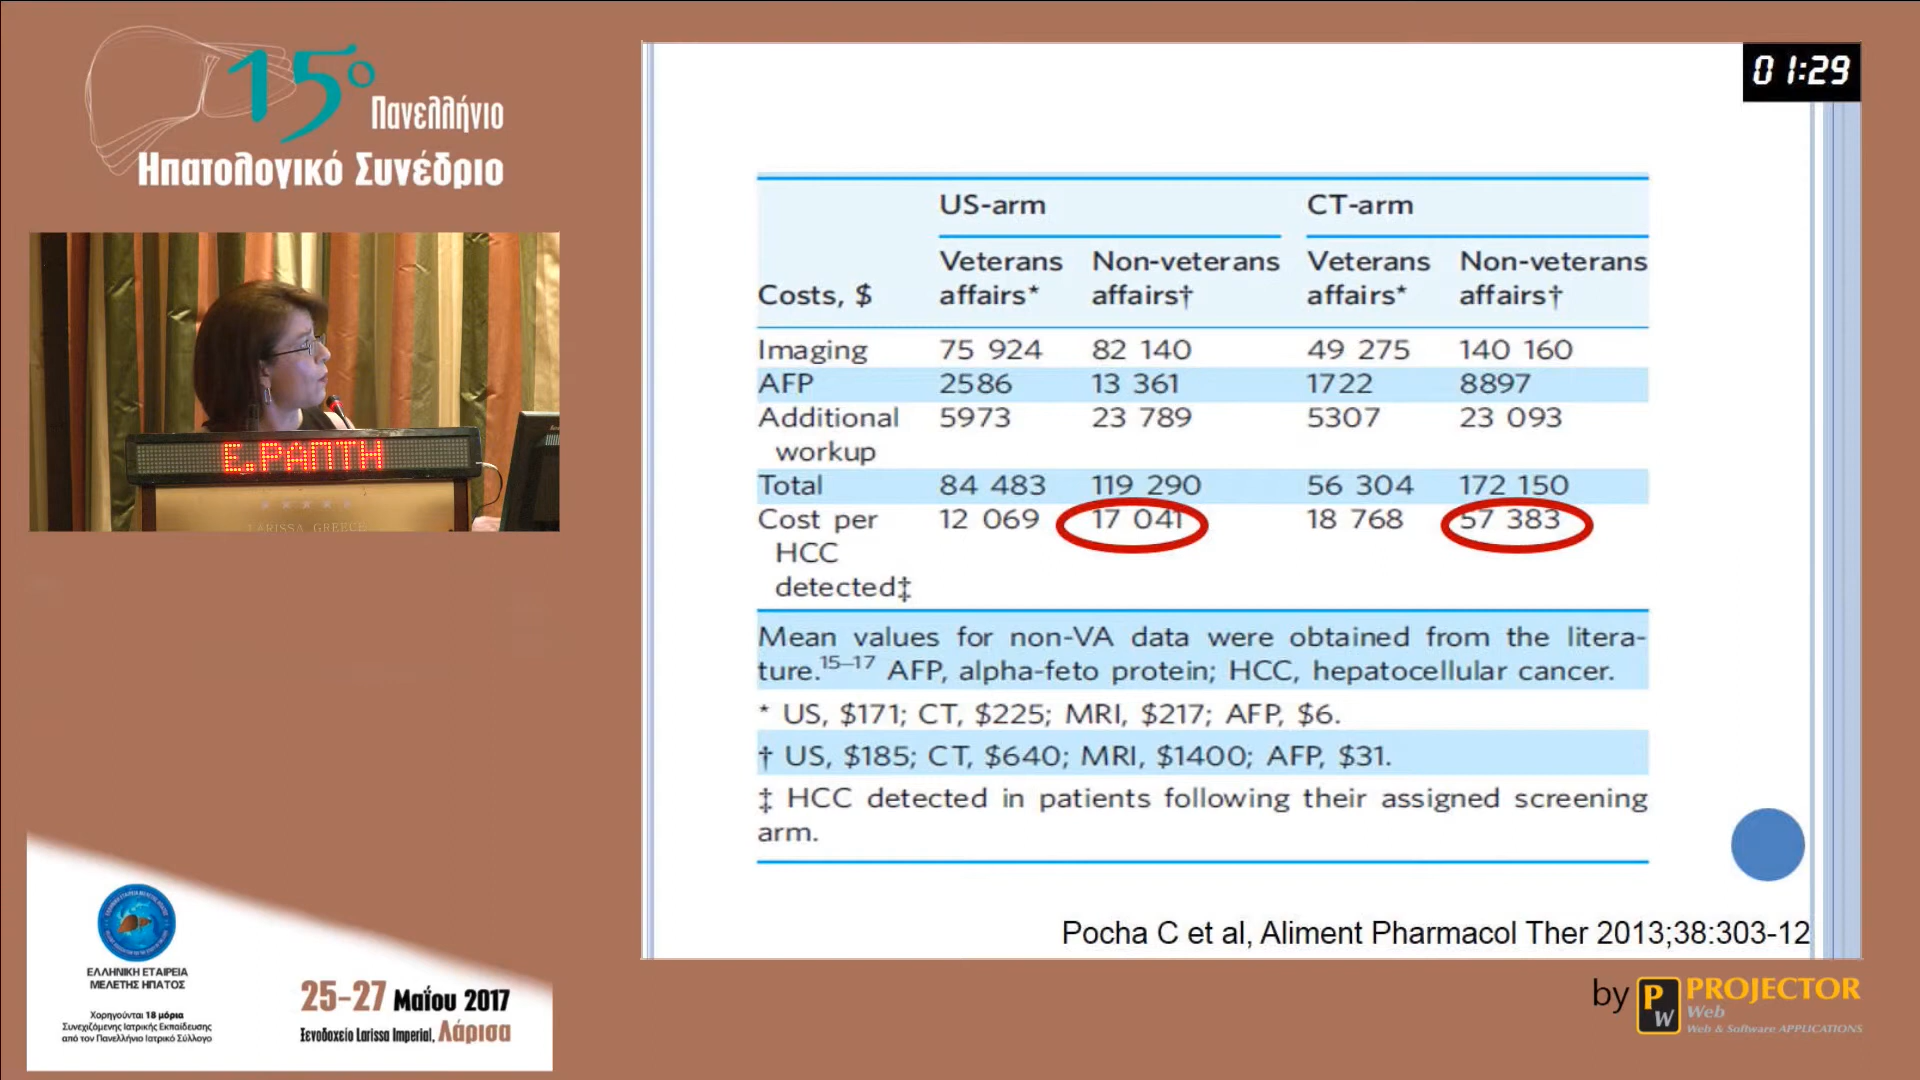 15ο
Πανελλήνιο
Ηπατολογικό Συνέδριο
Ε.ΡΑΠΤΗ
LARISSA GREECE
ΕΛΛΗΝΙΚΗ ΕΤΑΙΡΕΙΑ
ΜΕΛΕΤΗΣ ΗΠΑΤΟΣ
Χορηγούνται 18 μόρια
Συνεχιζόμενης Ιατρικής Εκπαίδευσης
από τον Πανελλήνιο Ιατρικό Σύλλογο
25-27 Μαΐου 2017
Ξενοδοχείο Larissa Imperial, Λάρισα
01:29
US-arm CT-arm
Veterans Non-veterans Veterans Non-veterans
Costs, $ affairs* affairs† affairs* affairs†
Imaging 75 924 82 140 49 275 140 160
AFP 2586 13 361 1722 8897
Additional 5973 23 789 5307 23 093
workup
Total 84 483 119 290 56 304 172 150
Cost per 12 069 17 041 18 768 57 383
HCC
detected‡
Mean values for non-VA data were obtained from the litera-
ture.15–17 AFP, alpha-feto protein; HCC, hepatocellular cancer.
* US, $171; CT, $225; MRI, $217; AFP, $6.
† US, $185; CT, $640; MRI, $1400; AFP, $31.
‡ HCC detected in patients following their assigned screening
arm.
Pocha C et al, Aliment Pharmacol Ther 2013;38:303-12
by PW PROJECTOR
Web
Web & Software APPLICATIONS